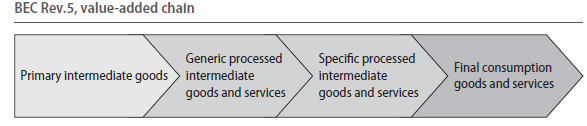 BEC Rev.5, value-added chain
Primary intermediate goods
Generic processed
intermediate
goods and services
Specific processed
intermediate
goods and services
Final consumption
goods and services